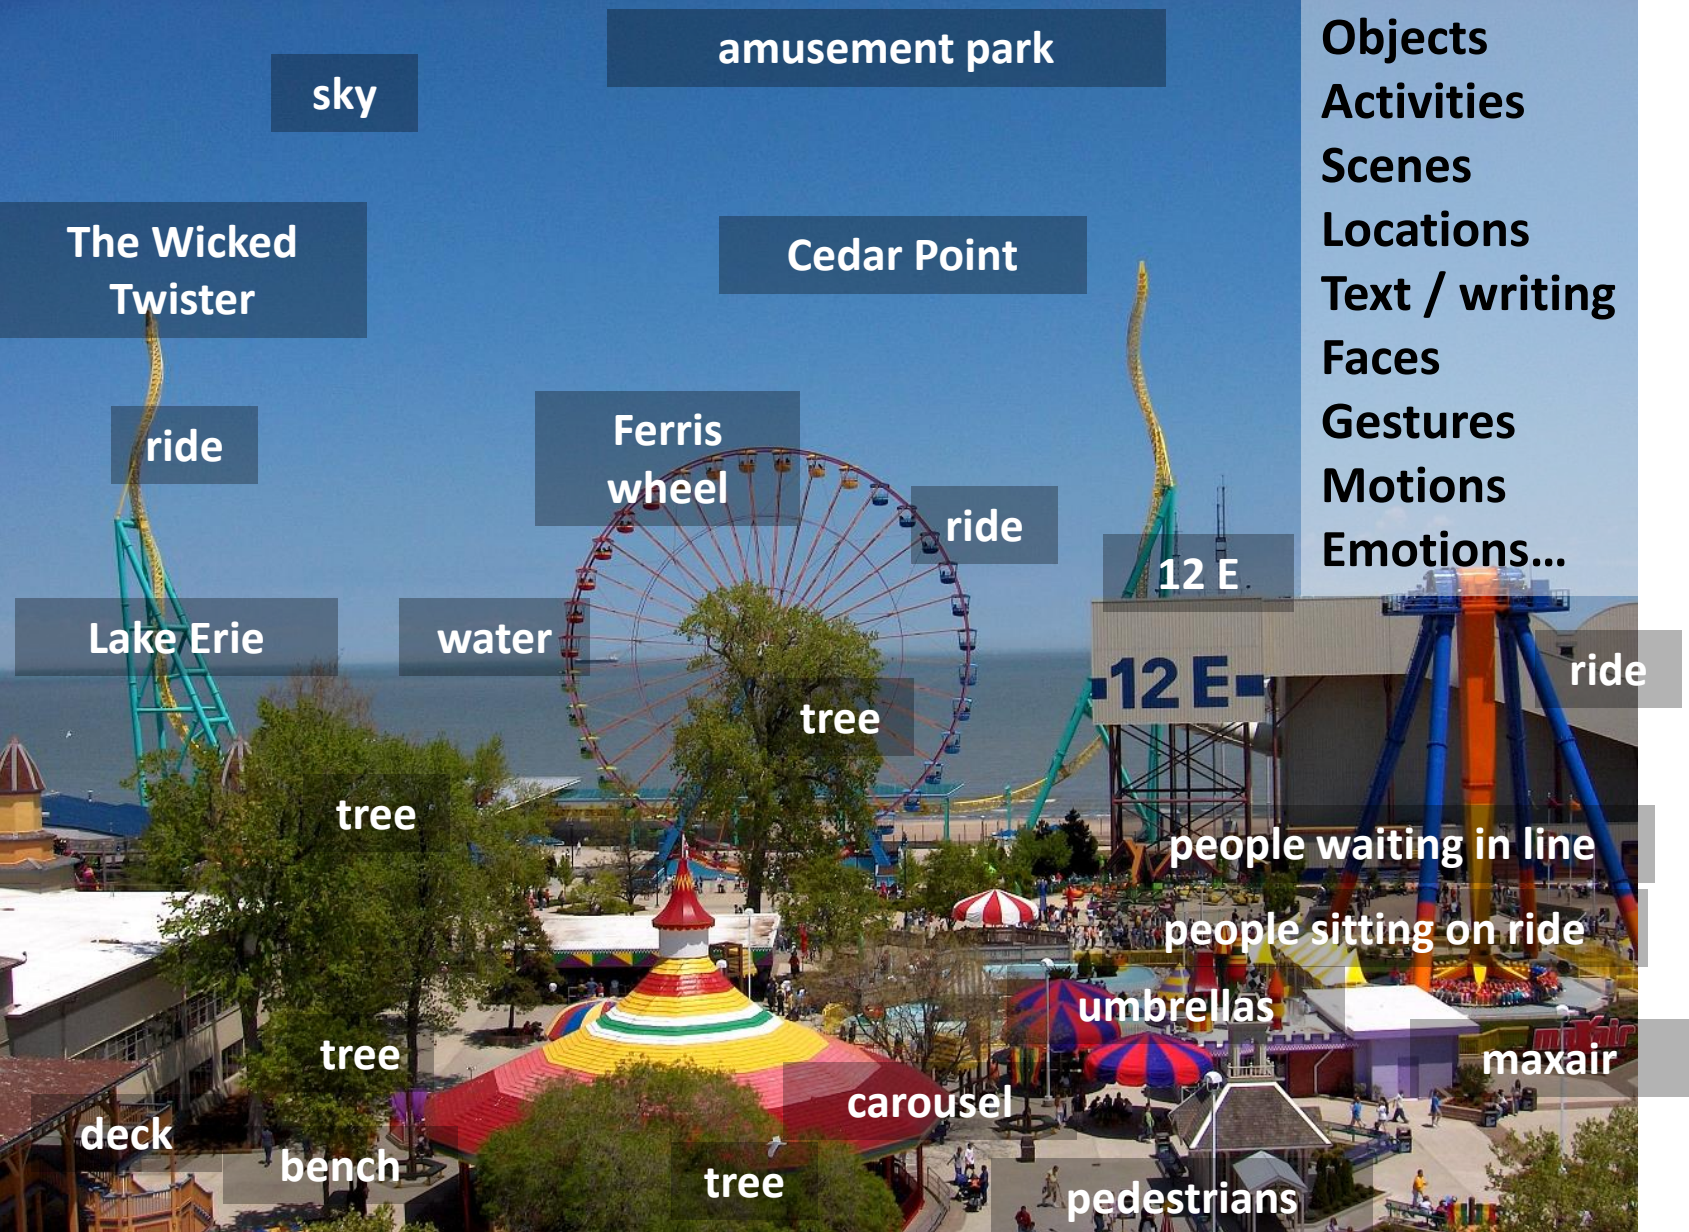 amusement park
sky
Objects
Activities
Scenes
Locations
Text / writing
Faces
Gestures
Motions
Emotions...
The Wicked
Twister
Cedar Point
ride
Ferris
wheel
ride
12 E
Lake Erie
water
12 E
ride
tree
tree
people waiting in line
people sitting on ride
umbrellas
maxair
tree
maxair
carousel
deck
bench
tree
pedestrians